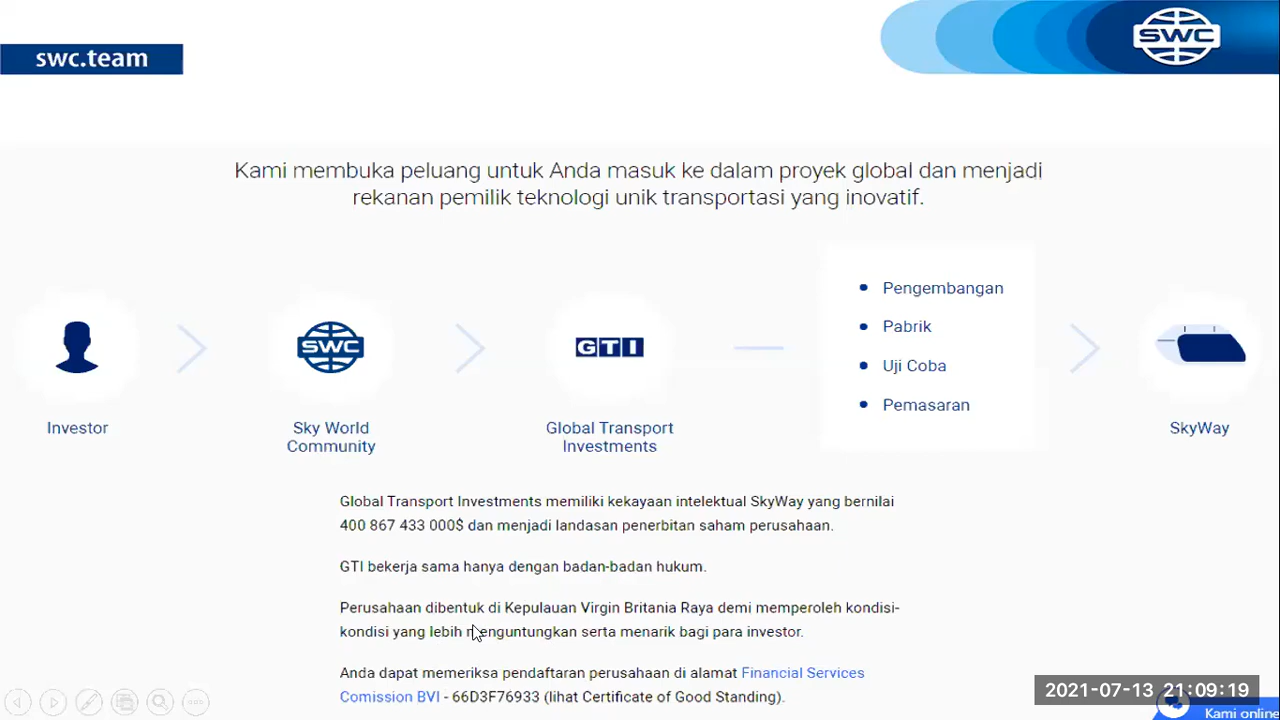 swc.team
SWC
Kami membuka peluang untuk Anda masuk ke dalam proyek global dan menjadi
rekanan pemilik teknologi unik transportasi yang inovatif.
Investor
SWC
Sky World
Community
GTI
Global Transport
Investments
Pengembangan
Pabrik
Uji Coba
Pemasaran
SkyWay
Global Transport Investments memiliki kekayaan intelektual SkyWay yang bernilai
400 867 433 000$ dan menjadi landasan penerbitan saham perusahaan.
GTI bekerja sama hanya dengan badan-badan hukum.
Perusahaan dibentuk di Kepulauan Virgin Britania Raya demi memperoleh kondisi-
kondisi yang lebih menguntungkan serta menarik bagi para investor.
Anda dapat memeriksa pendaftaran perusahaan di alamat Financial Services
Comission BVI - 66D3F76933 (lihat Certificate of Good Standing).
2021-07-13 21:09:19
Kami online